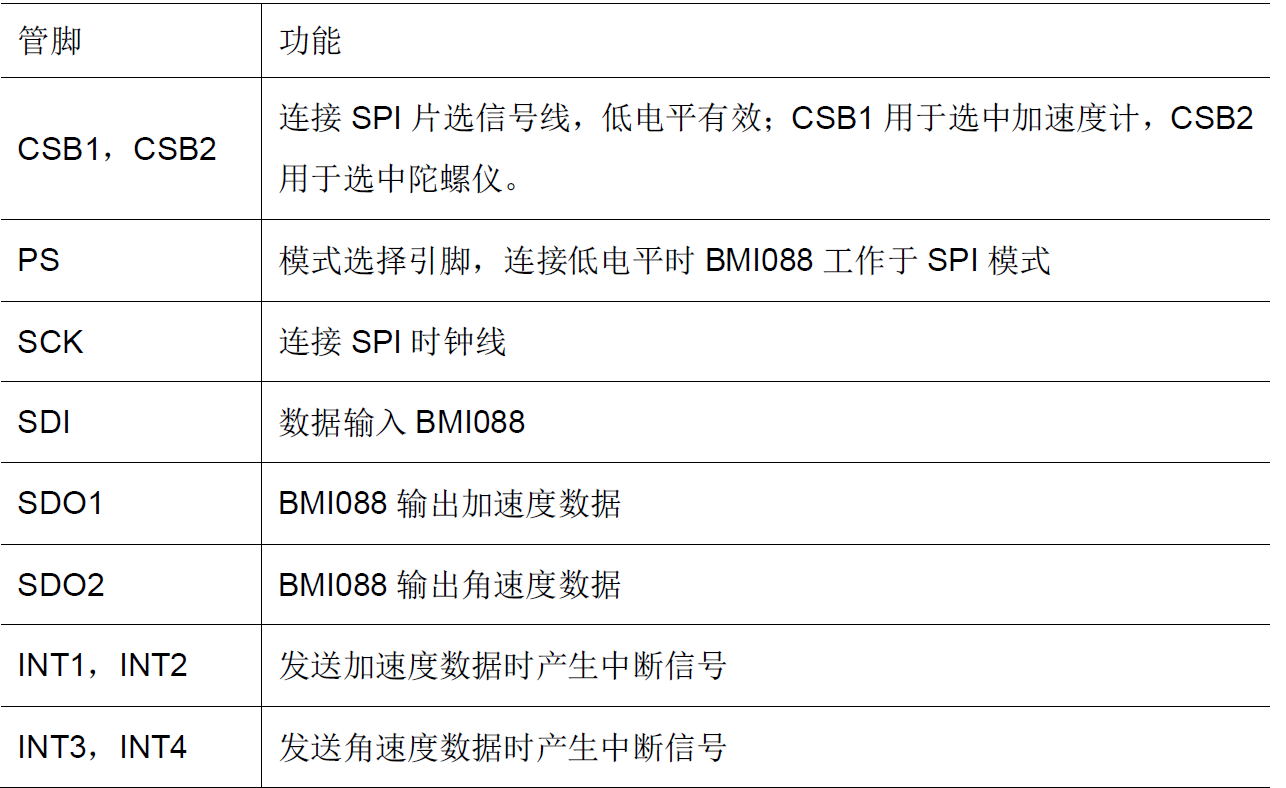 管脚 功能
CSB1，CSB2 连接 SPI 片选信号线，低电平有效；CSB1 用于选中加速度计，CSB2
用于选中陀螺仪。
PS 模式选择引脚，连接低电平时 BMI088 工作于 SPI 模式
SCK 连接 SPI 时钟线
SDI 数据输入 BMI088
SDO1 BMI088 输出加速度数据
SDO2 BMI088 输出角速度数据
INT1，INT2 发送加速度数据时产生中断信号
INT3，INT4 发送角速度数据时产生中断信号